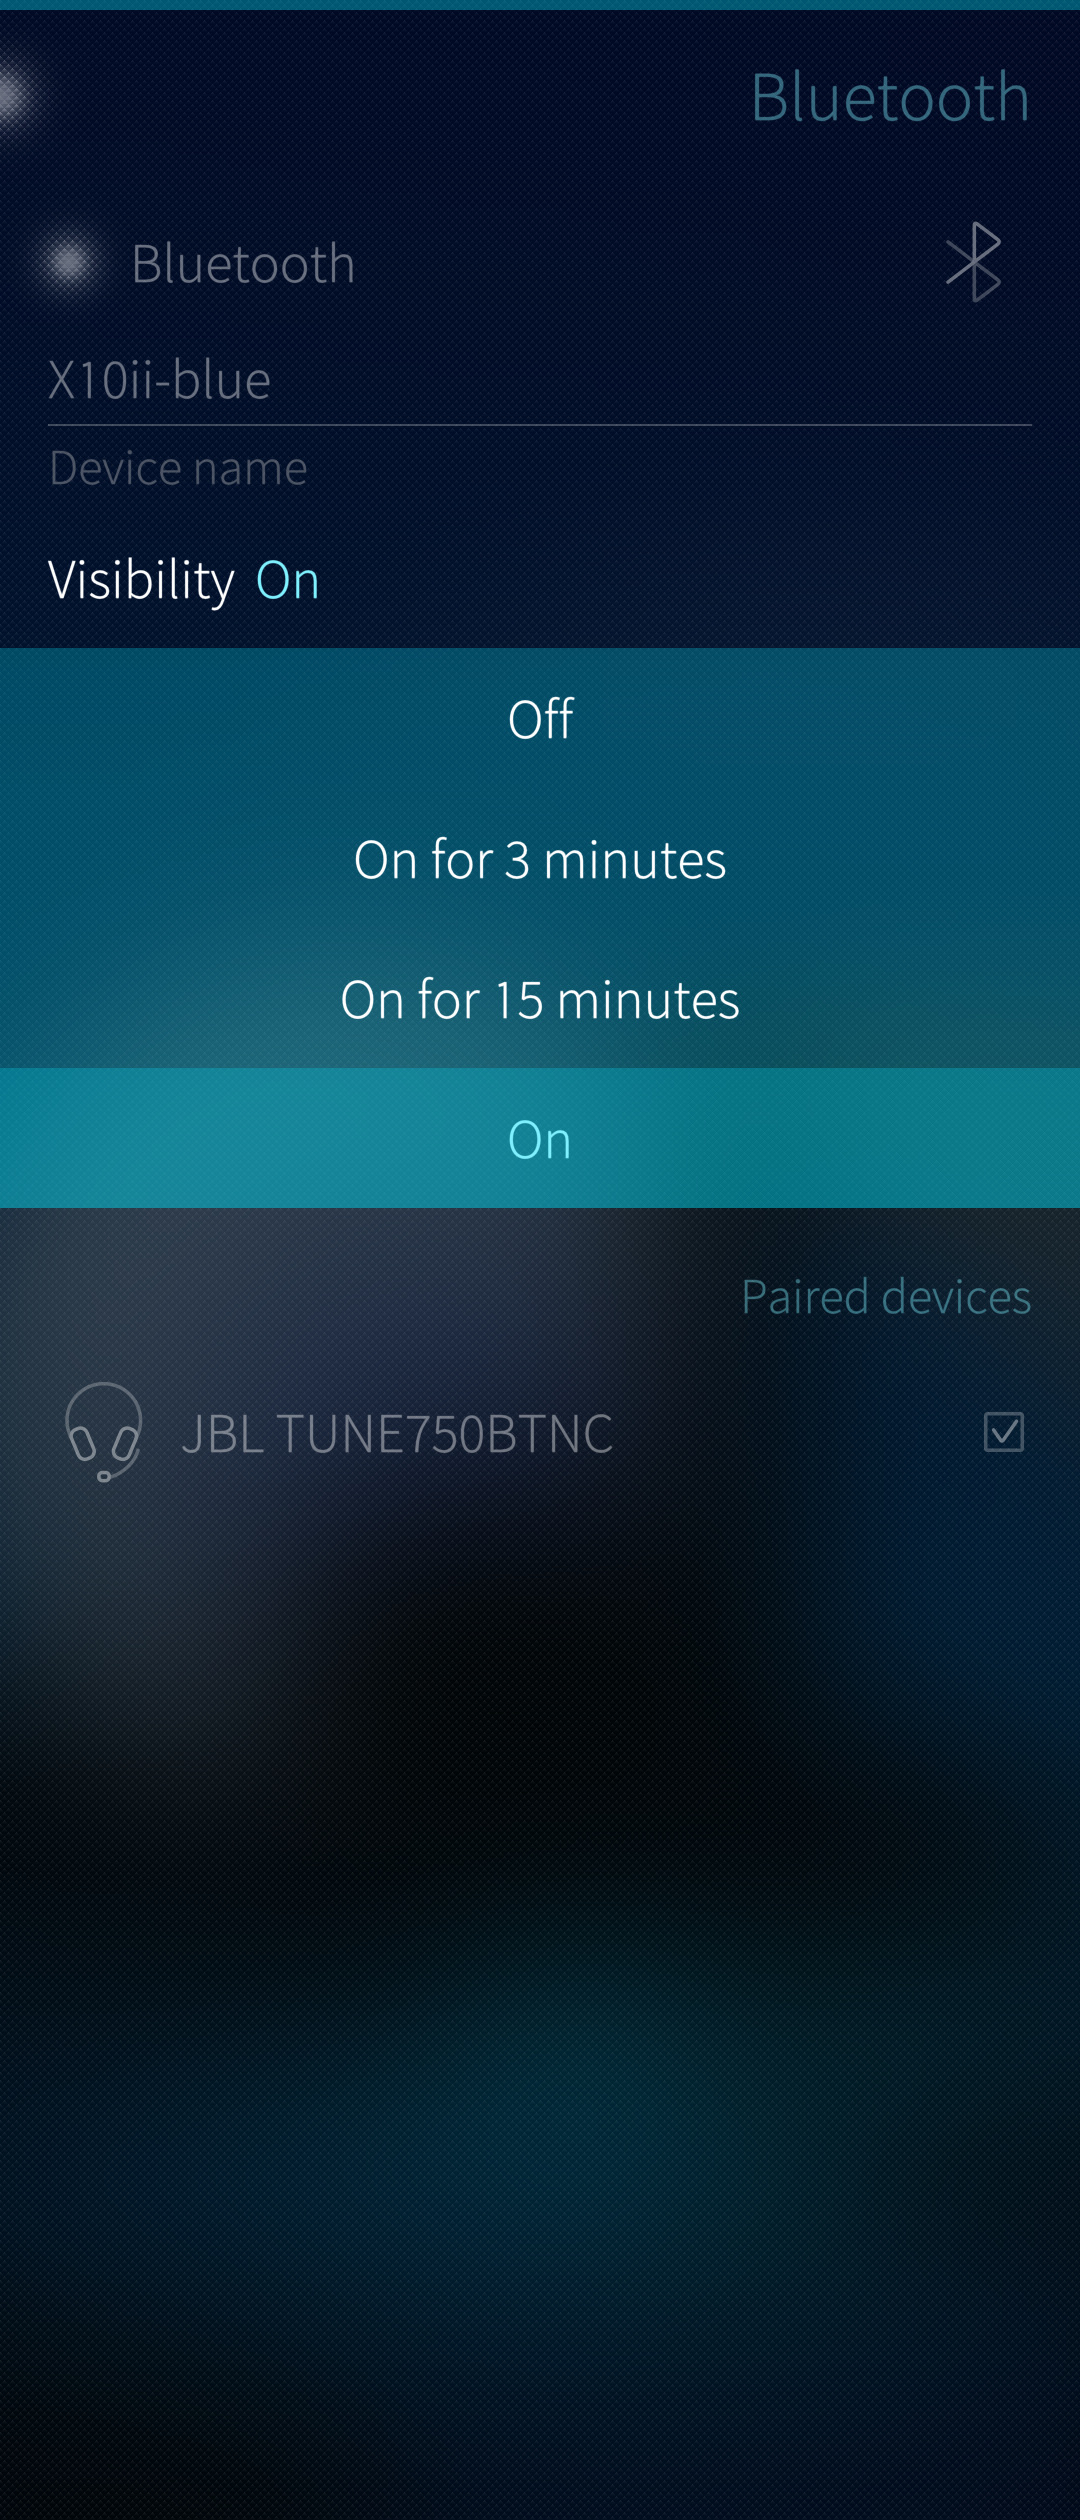 Bluetooth
Bluetooth
X10ii-blue
Device name
Visibility On
Off
On for 3 minutes
On for 15 minutes
On
Paired devices
JBL TUNE750BTNC